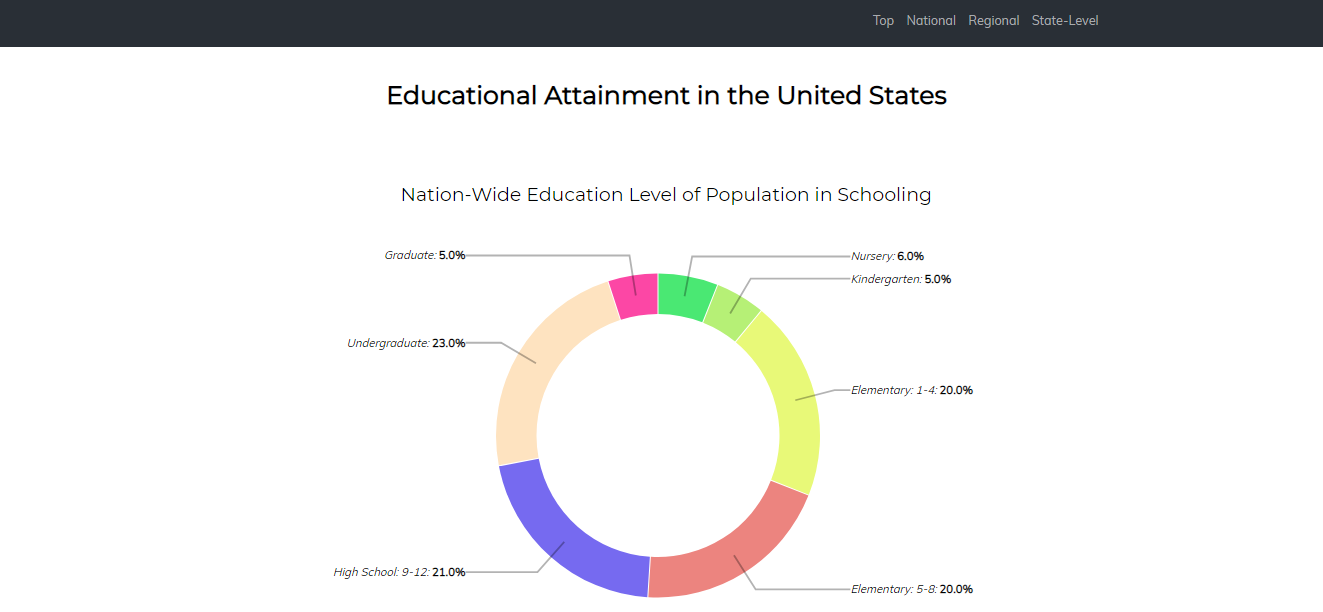 Top National Regional State-Level
Educational Attainment in the United States
Nation-Wide Education Level of Population in Schooling
Graduate: 5.0%
Nursery: 6.0%
Kindergarten: 5.0%
Undergraduate: 23.0%
Elementary: 1-4: 20.0%
High School: 9-12: 21.0%
Elementary: 5-8: 20.0%